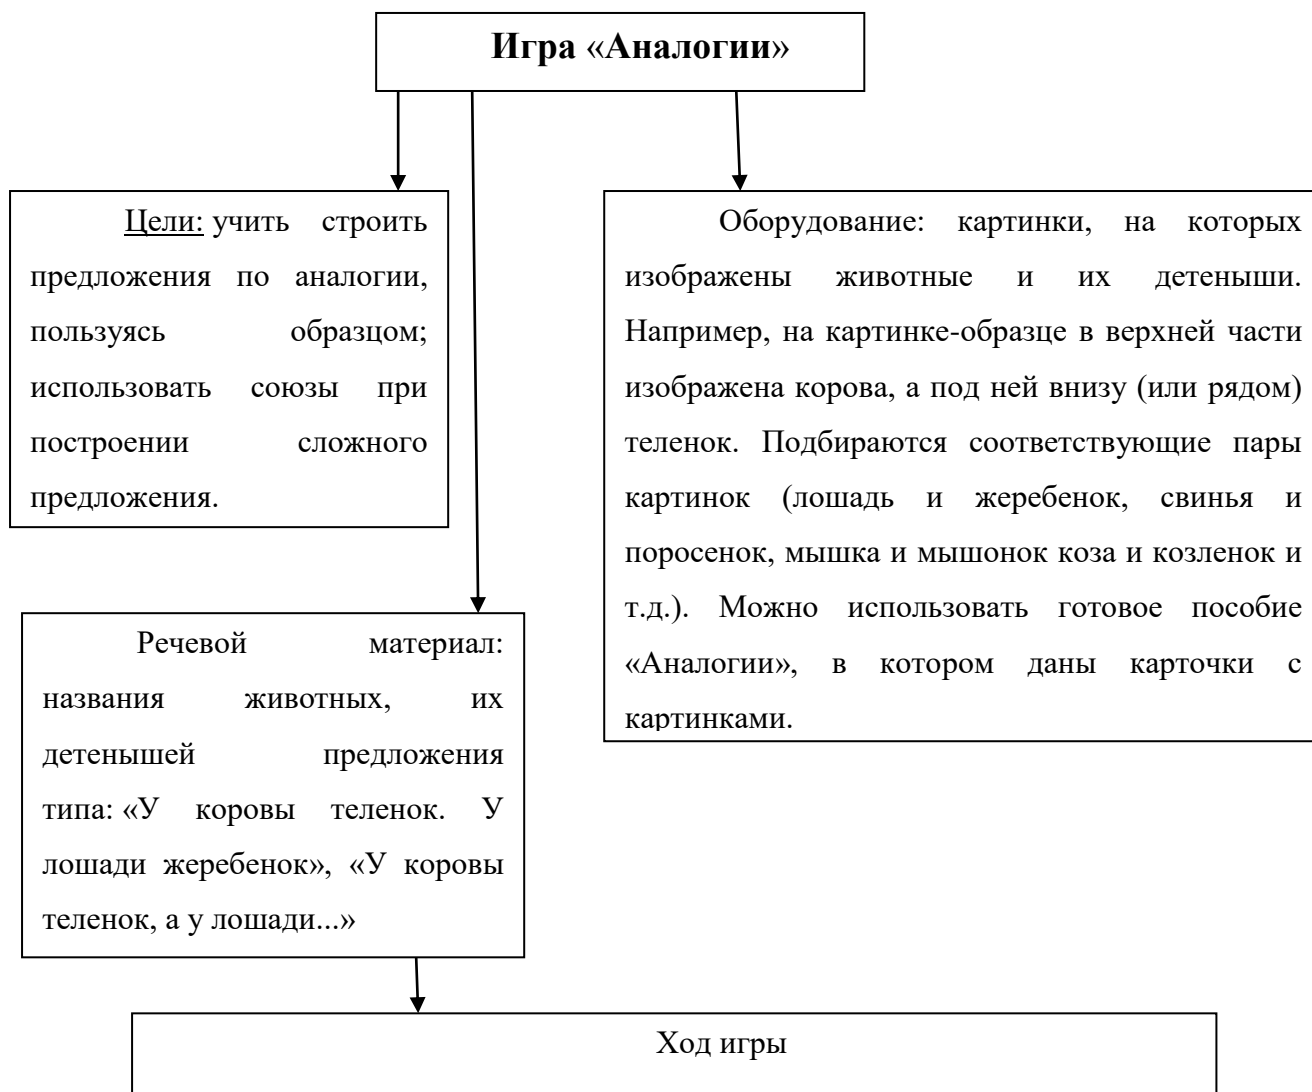 Игра «Аналогии»
Цели: учить строить
предложения по аналогии,
пользуясь образцом;
использовать союзы при
построении сложного
предложения.
Оборудование: картинки, на которых
изображены животные и их детеныши.
Например, на картинке-образце в верхней части
изображена корова, а под ней внизу (или рядом)
теленок. Подбираются соответствующие пары
картинок (лошадь и жеребенок, свинья и
поросенок, мышка и мышонок коза и козленок и
т.д.). Можно использовать готовое пособие
«Аналогии», в котором даны карточки с
картинками.
Речевой материал:
названия животных, их
детенышей предложения
типа: «У коровы теленок. У
лошади жеребенок», «У коровы
теленок, а у лошади...»
Ход игры